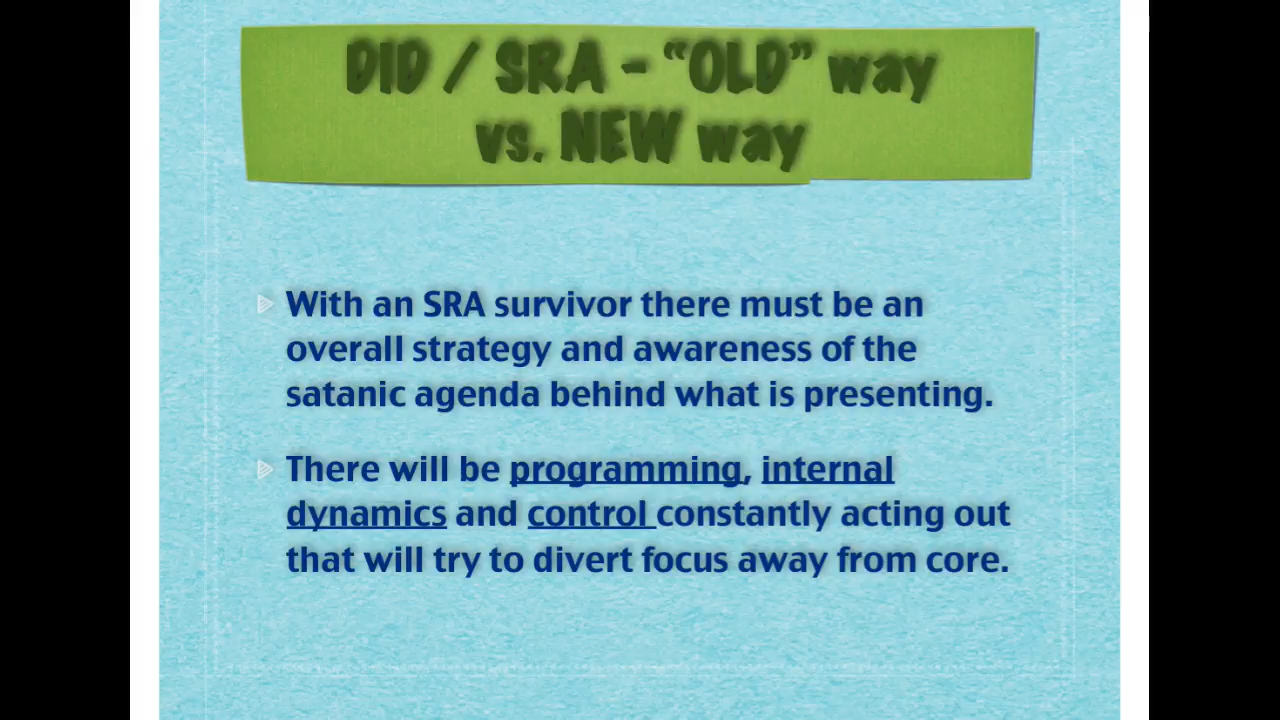 DID / SRA - “OLD” way
vs. NEW way
With an SRA survivor there must be an
overall strategy and awareness of the
satanic agenda behind what is presenting.
There will be programming, internal
dynamics and control constantly acting out
that will try to divert focus away from core.